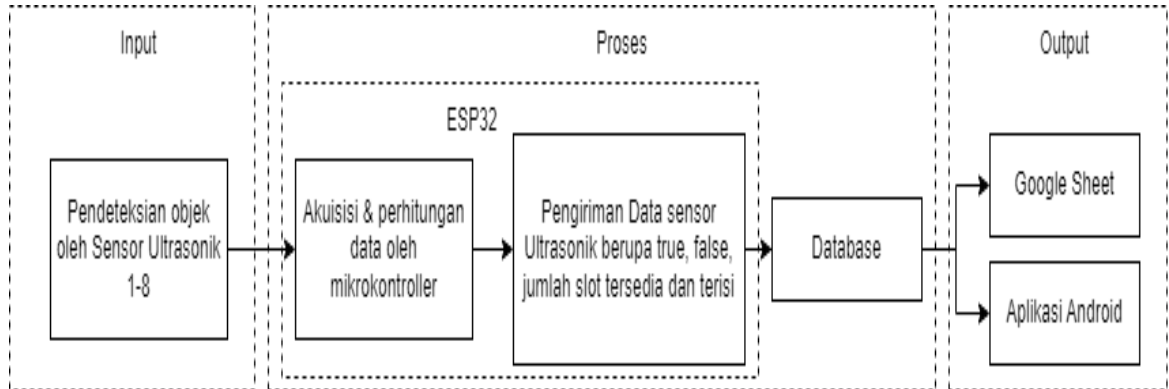 Input
Pendeteksian objek
oleh Sensor Ultrasonik
1-8
Proses
ESP32
Akuisisi & perhitungan
data oleh
mikrokontroller
Pengiriman Data sensor
Ultrasonik berupa true, false,
jumlah slot tersedia dan terisi
Database
Output
Google Sheet
Aplikasi Android